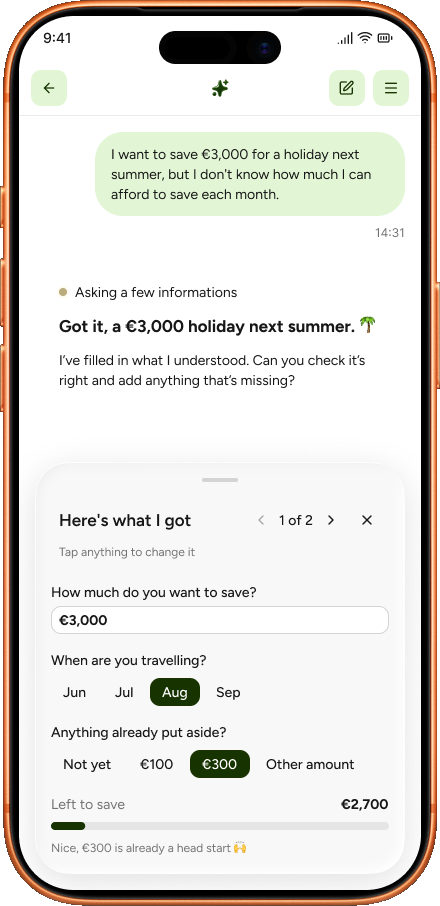 9:41
I want to save €3,000 for a holiday next
summer, but I don't know how much I can
afford to save each month.
14:31
Asking a few informations
Got it, a €3,000 holiday next summer. 🌴
I've filled in what I understood. Can you check it's
right and add anything that's missing?
Here's what I got
1 of 2
Tap anything to change it
How much do you want to save?
€3,000
When are you travelling?
Jun Jul Aug Sep
Anything already put aside?
Not yet €100 €300 Other amount
Left to save €2,700
Nice, €300 is already a head start 🙌